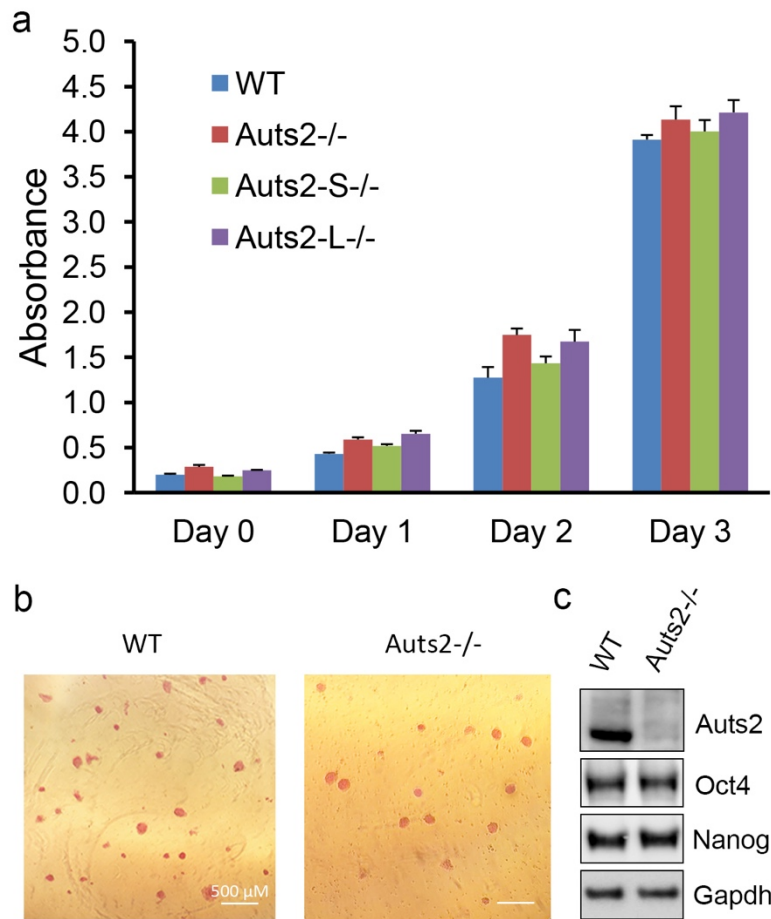 a
Absorbance
5.0
4.5
4.0
3.5
3.0
2.5
2.0
1.5
1.0
0.5
0.0
WT
Auts2-/-
Auts2-S-/-
Auts2-L-/-
Day 0 Day 1 Day 2 Day 3
b
WT Auts2-/-
500 µM
c
WT Auts2-/-
Auts2
Oct4
Nanog
Gapdh